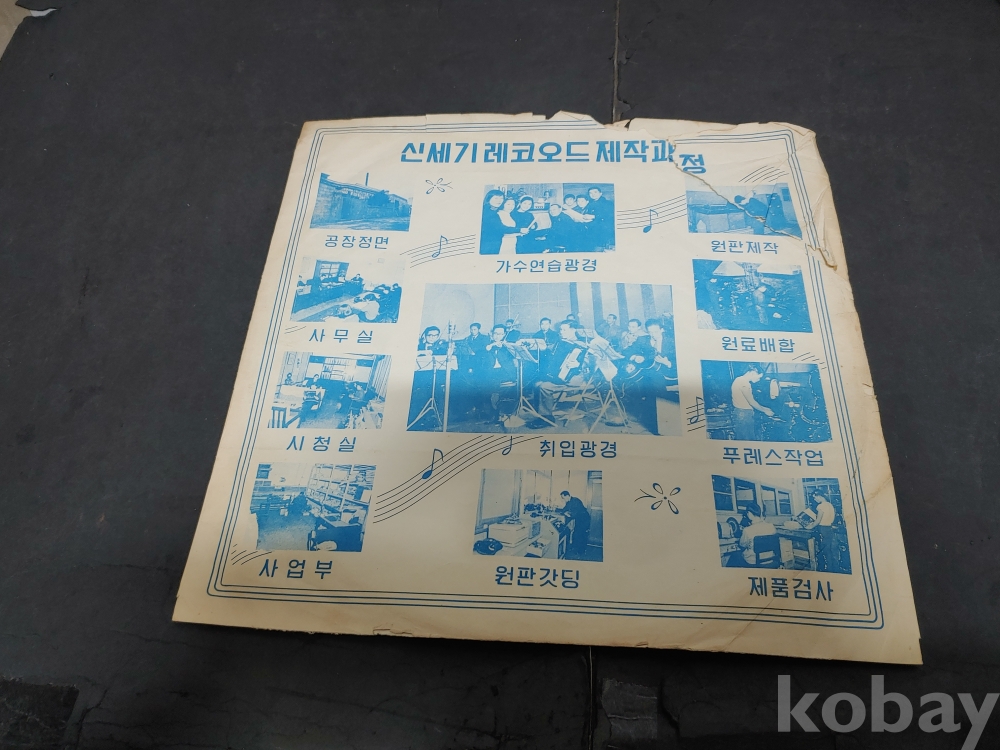 신세기레코오드제작과정
공장정면
가수연습광경
원판제작
사무실
원료배합
시청실
취입광경
푸레스작업
사업부
원판갓딩
제품검사
kobay